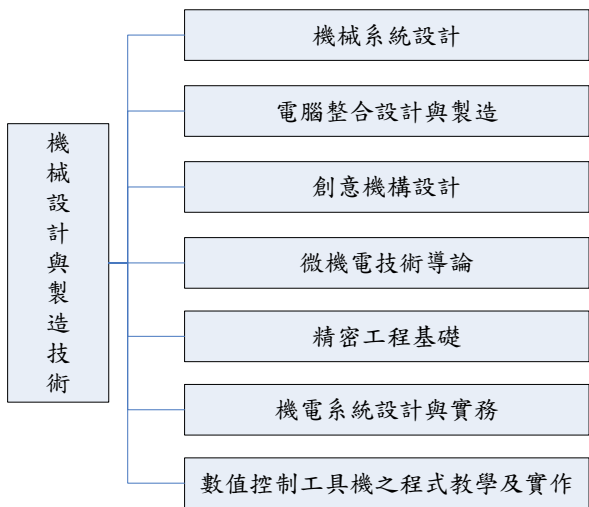 機械設計與製造技術
機械系統設計
電腦整合設計與製造
創意機構設計
微機電技術導論
精密工程基礎
機電系統設計與實務
數值控制工具機之程式教學及實作